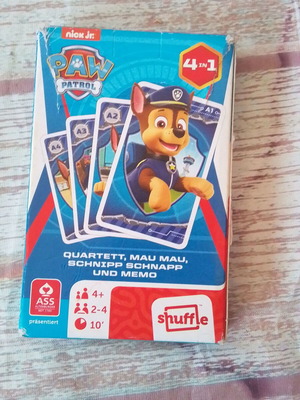 nick jr.
PAW
PATROL
4 IN 1
A4
A3
A2
A1
QUARTETT, MAU MAU,
SCHNIPP SCHNAPP
UND MEMO
ASS
präsentiert
4+
2-4
10'
shuffle